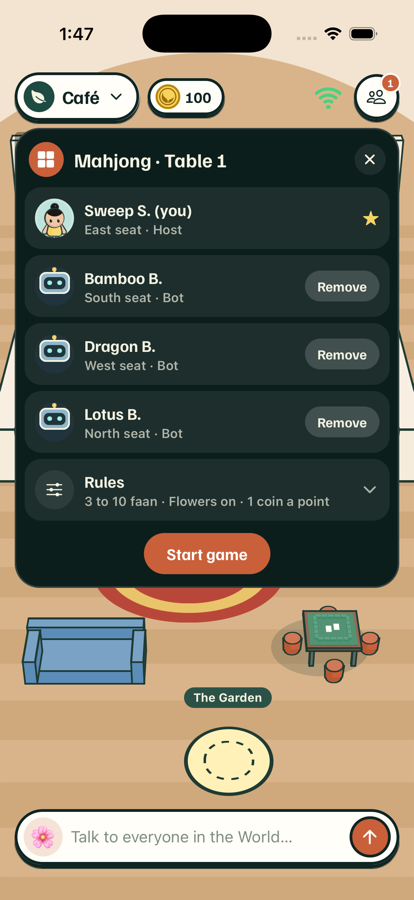 1:47
Café
100
1
Mahjong · Table 1
Sweep S. (you)
East seat · Host
Bamboo B.
South seat · Bot
Remove
Dragon B.
West seat · Bot
Remove
Lotus B.
North seat · Bot
Remove
Rules
3 to 10 faan · Flowers on · 1 coin a point
Start game
The Garden
Talk to everyone in the World...